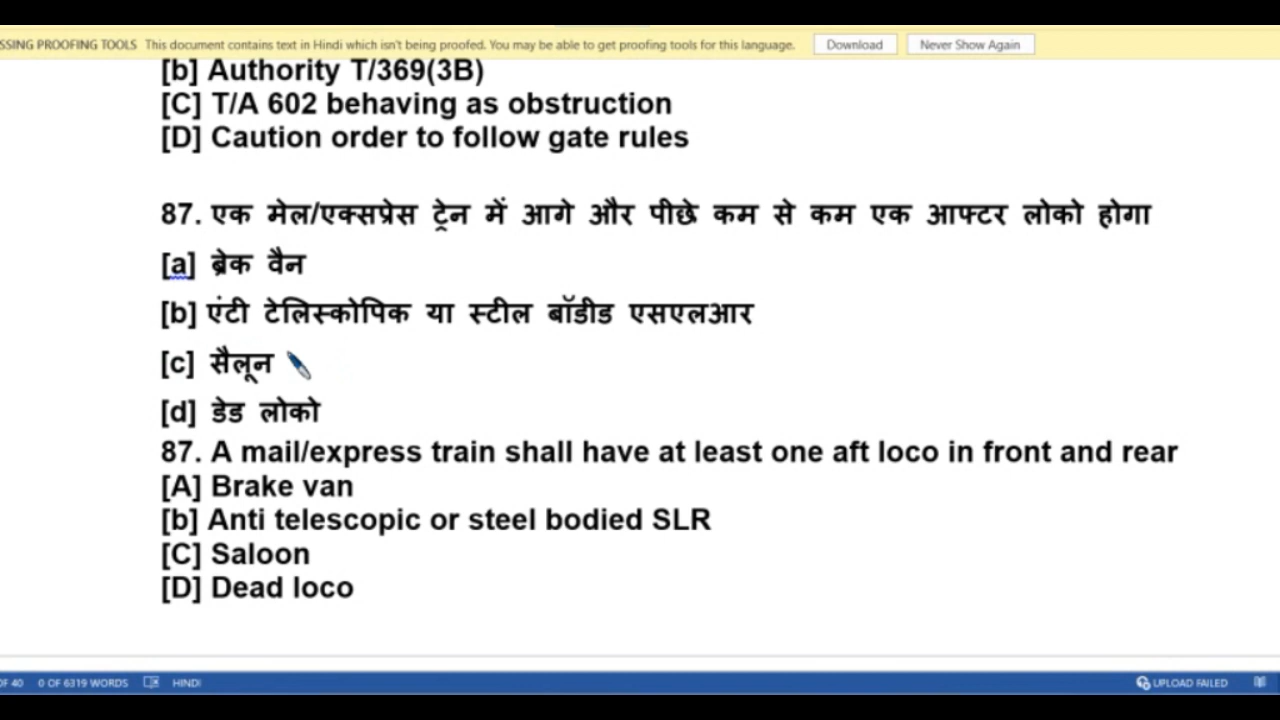 SSING PROOFING TOOLS This document contains text in Hindi which isn't being proofed. You may be able to get proofing tools for this language. Download Never Show Again
[b] Authority T/369(3B)
[C] T/A 602 behaving as obstruction
[D] Caution order to follow gate rules
87. एक मेल/एक्सप्रेस ट्रेन में आगे और पीछे कम से कम एक आफ्टर लोको होगा
[a] ब्रेक वैन
[b] एंटी टेलिस्कोपिक या स्टील बॉडीड एसएलआर
[c] सैलून
[d] डेड लोको
87. A mail/express train shall have at least one aft loco in front and rear
[A] Brake van
[b] Anti telescopic or steel bodied SLR
[C] Saloon
[D] Dead loco
OF 40 0 OF 6319 WORDS HINDI UPLOAD FAILED